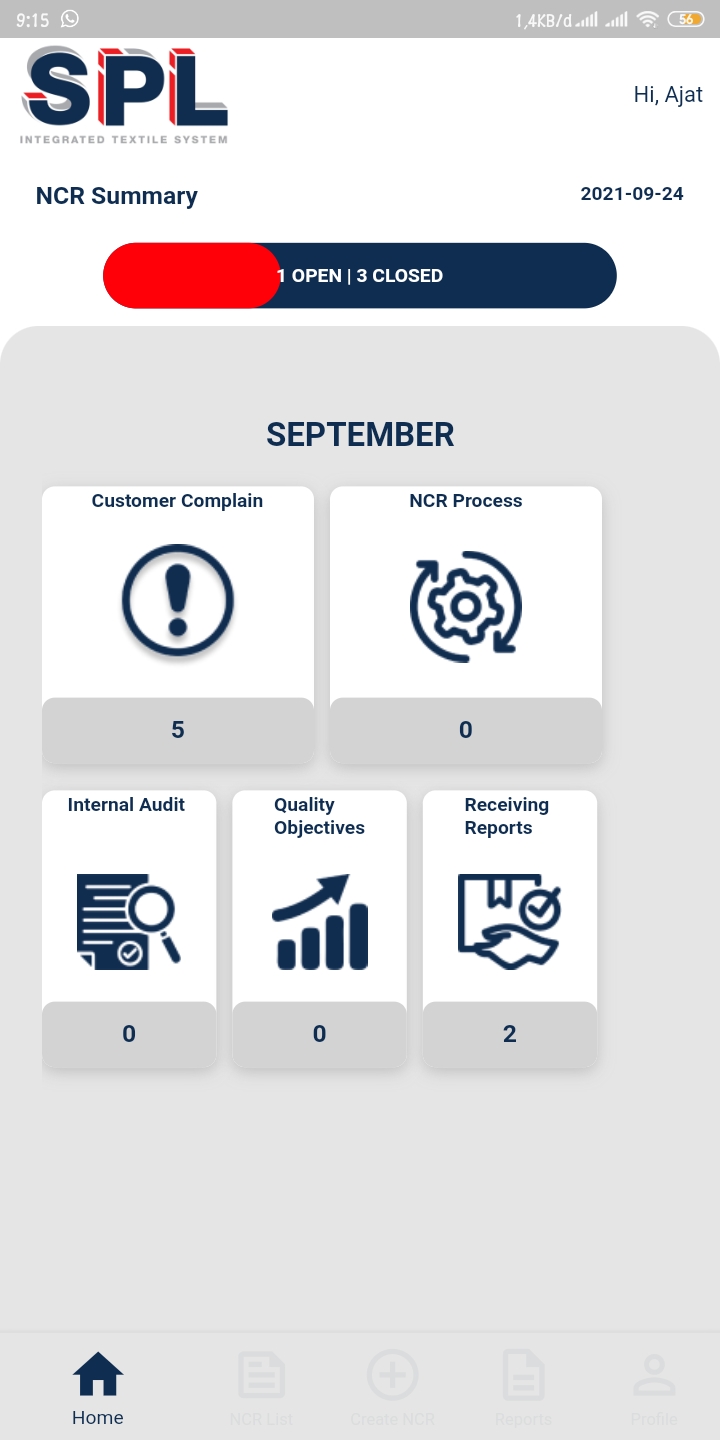 9:15
1,4KB/d
56
SPL
INTEGRATED TEXTILE SYSTEM
Hi, Ajat
NCR Summary
2021-09-24
1 OPEN | 3 CLOSED
SEPTEMBER
Customer Complain
NCR Process
5
0
Internal Audit
Quality
Objectives
Receiving
Reports
0
0
2
Home
NCR List
Create NCR
Reports
Profile